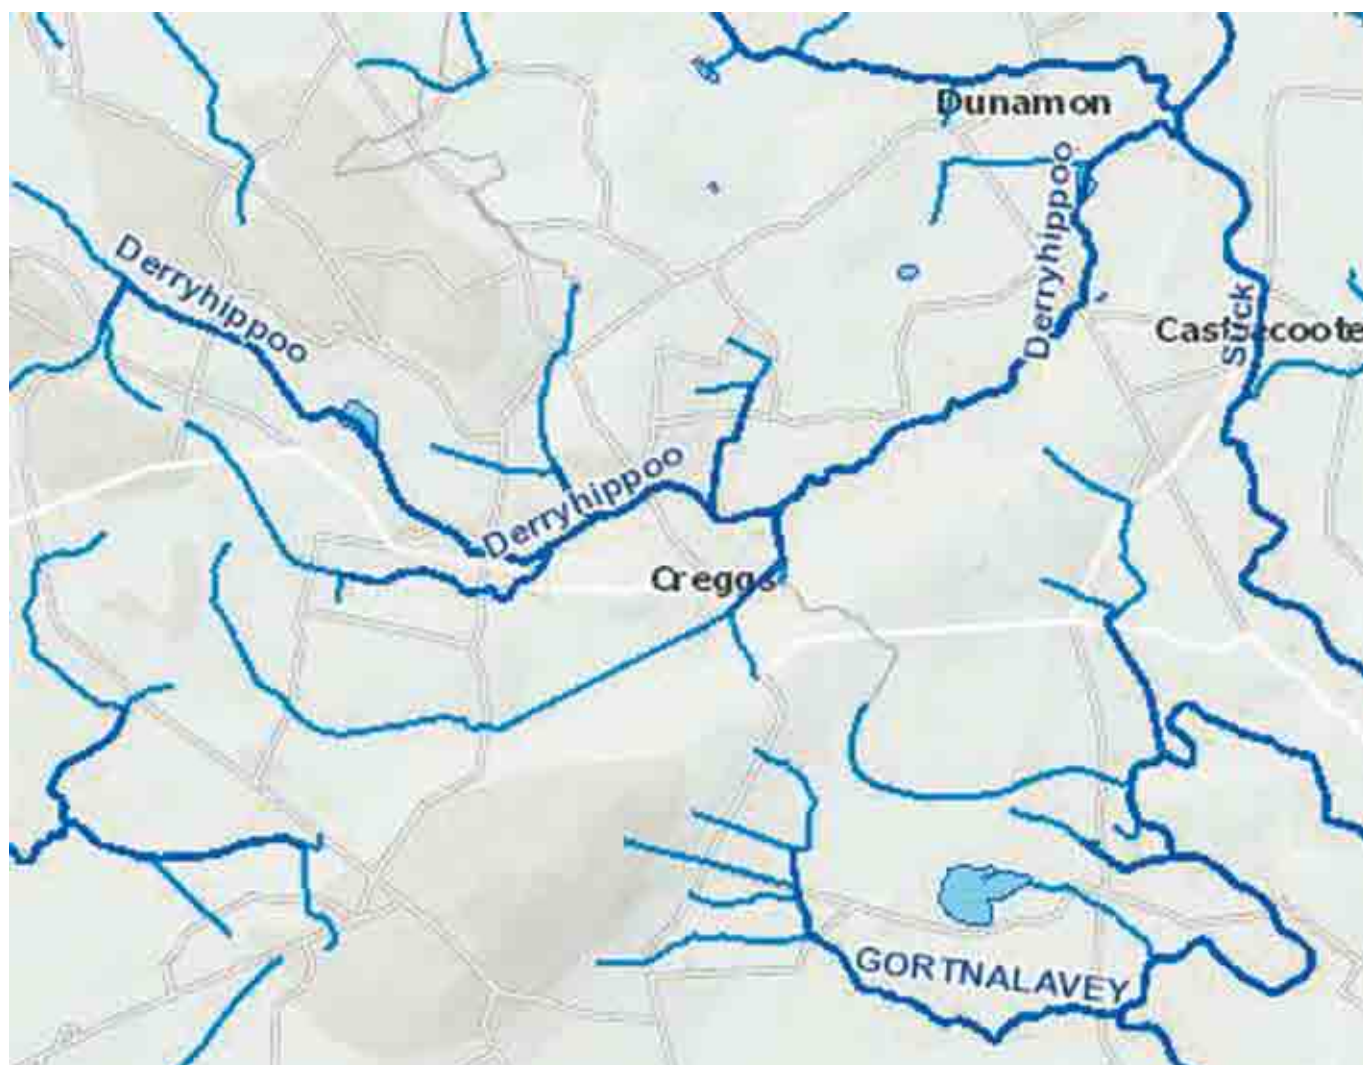 Dunamon
Derryhippoo
Derryhippoo
Suck
Castlecoote
Derryhippoo
Creggs
GORTNALAVEY